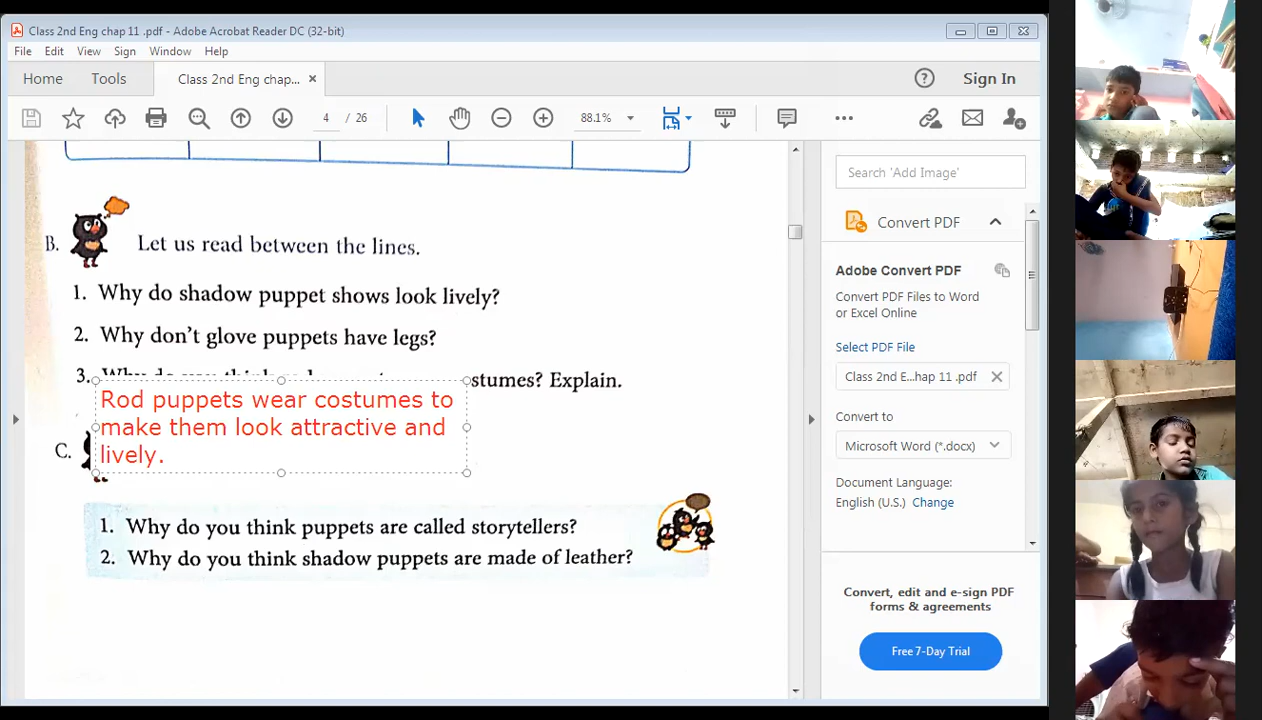 Class 2nd Eng chap 11 .pdf - Adobe Acrobat Reader DC (32-bit)
File Edit View Sign Window Help
Home Tools Class 2nd Eng chap... × Sign In
4 / 26 88.1%
B. Let us read between the lines.
1. Why do shadow puppet shows look lively?
2. Why don't glove puppets have legs?
3. Why do you think
stumes? Explain.
Rod puppets wear costumes to
make them look attractive and
lively.
C.
1. Why do you think puppets are called storytellers?
2. Why do you think shadow puppets are made of leather?
Search 'Add Image'
Convert PDF
Adobe Convert PDF
Convert PDF Files to Word
or Excel Online
Select PDF File
Class 2nd E...hap 11 .pdf
Convert to
Microsoft Word (*.docx)
Document Language:
English (U.S.) Change
Convert, edit and e-sign PDF
forms & agreements
Free 7-Day Trial